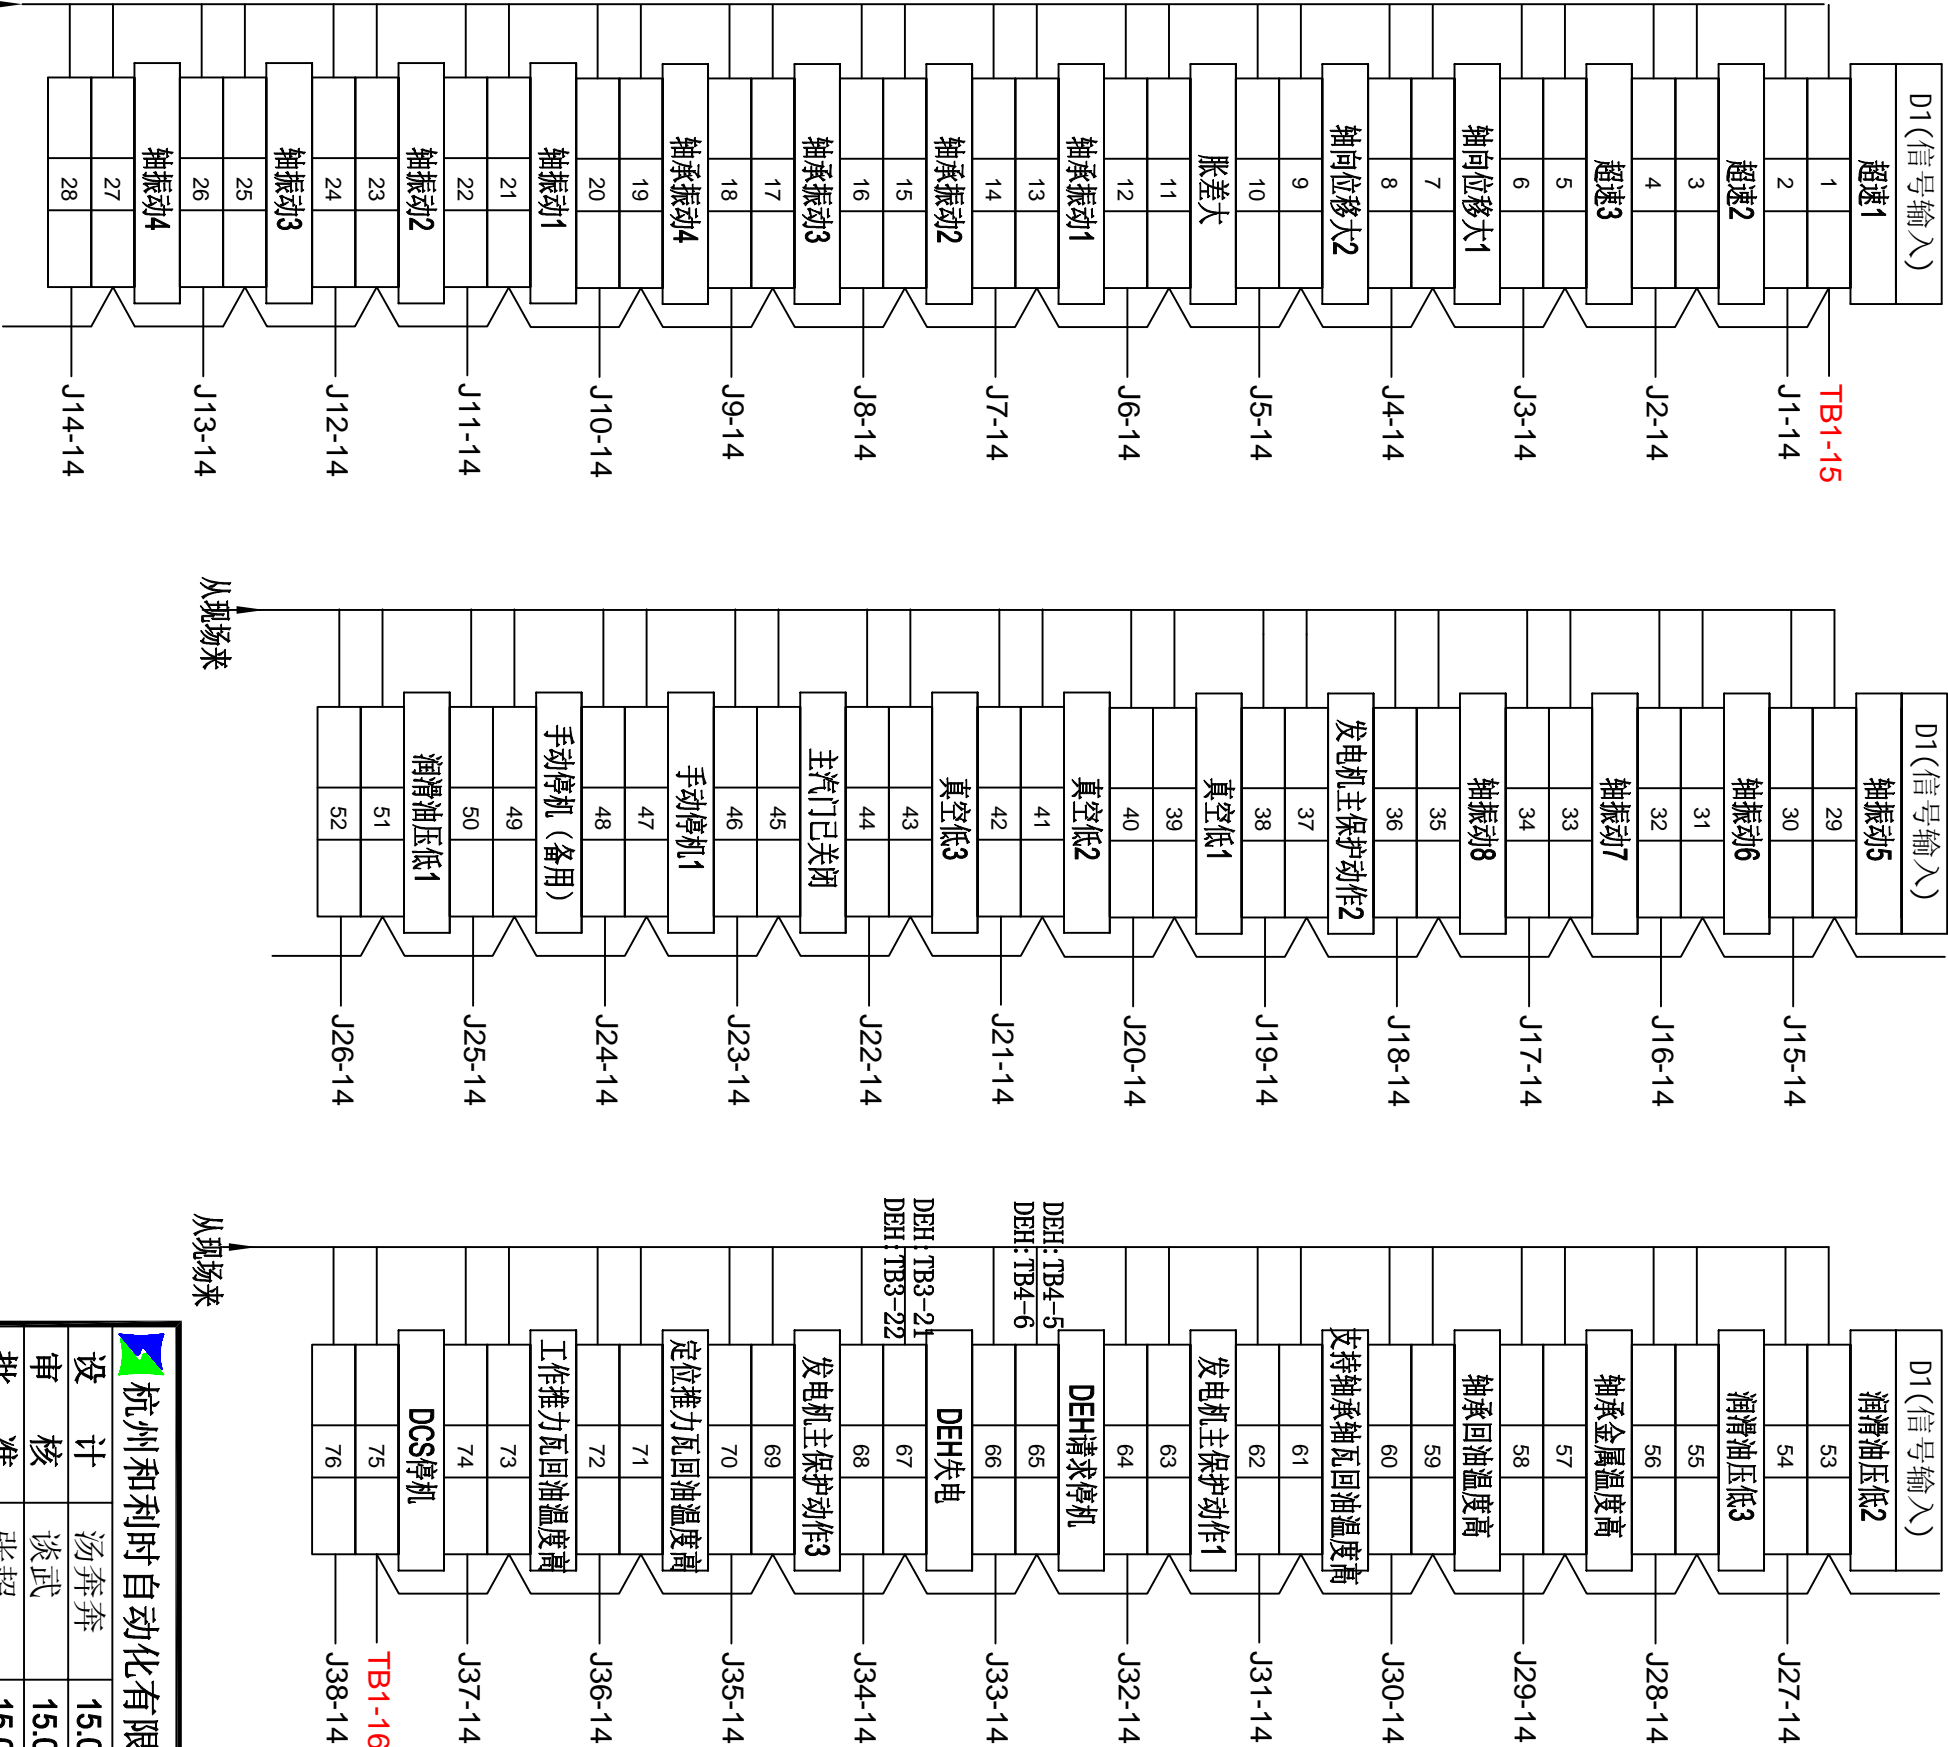 D1(信号输入)
超速1
1
2
超速2
3
4
超速3
5
6
轴向位移大1
7
8
轴向位移大2
9
10
胀差大
11
12
轴承振动1
13
14
轴承振动2
15
16
轴承振动3
17
18
轴承振动4
19
20
轴振动1
21
22
轴振动2
23
24
轴振动3
25
26
轴振动4
27
28
TB1-15
J1-14
J2-14
J3-14
J4-14
J5-14
J6-14
J7-14
J8-14
J9-14
J10-14
J11-14
J12-14
J13-14
J14-14
从现场来
D1(信号输入)
轴振动5
29
30
轴振动6
31
32
轴振动7
33
34
轴振动8
35
36
发电机主保护动作2
37
38
真空低1
39
40
真空低2
41
42
真空低3
43
44
主汽门已关闭
45
46
手动停机1
47
48
手动停机（备用）
49
50
润滑油压低1
51
52
J15-14
J16-14
J17-14
J18-14
J19-14
J20-14
J21-14
J22-14
J23-14
J24-14
J25-14
J26-14
从现场来
DEH:TB4-5
DEH:TB4-6
DEH:TB3-21
DEH:TB3-22
D1(信号输入)
润滑油压低2
53
54
润滑油压低3
55
56
轴承金属温度高
57
58
轴承回油温度高
59
60
支持轴承轴瓦回油温度高
61
62
发电机主保护动作1
63
64
DEH请求停机
65
66
DEH失电
67
68
发电机主保护动作3
69
70
定位推力瓦回油温度高
71
72
工作推力瓦回油温度高
73
74
DCS停机
75
76
J27-14
J28-14
J29-14
J30-14
J31-14
J32-14
J33-14
J34-14
J35-14
J36-14
J37-14
TB1-16
J38-14
杭州和利时自动化有限
设 计 汤奔奔 15.0
审 核 谈武 15.0
批 准 张超 15.0